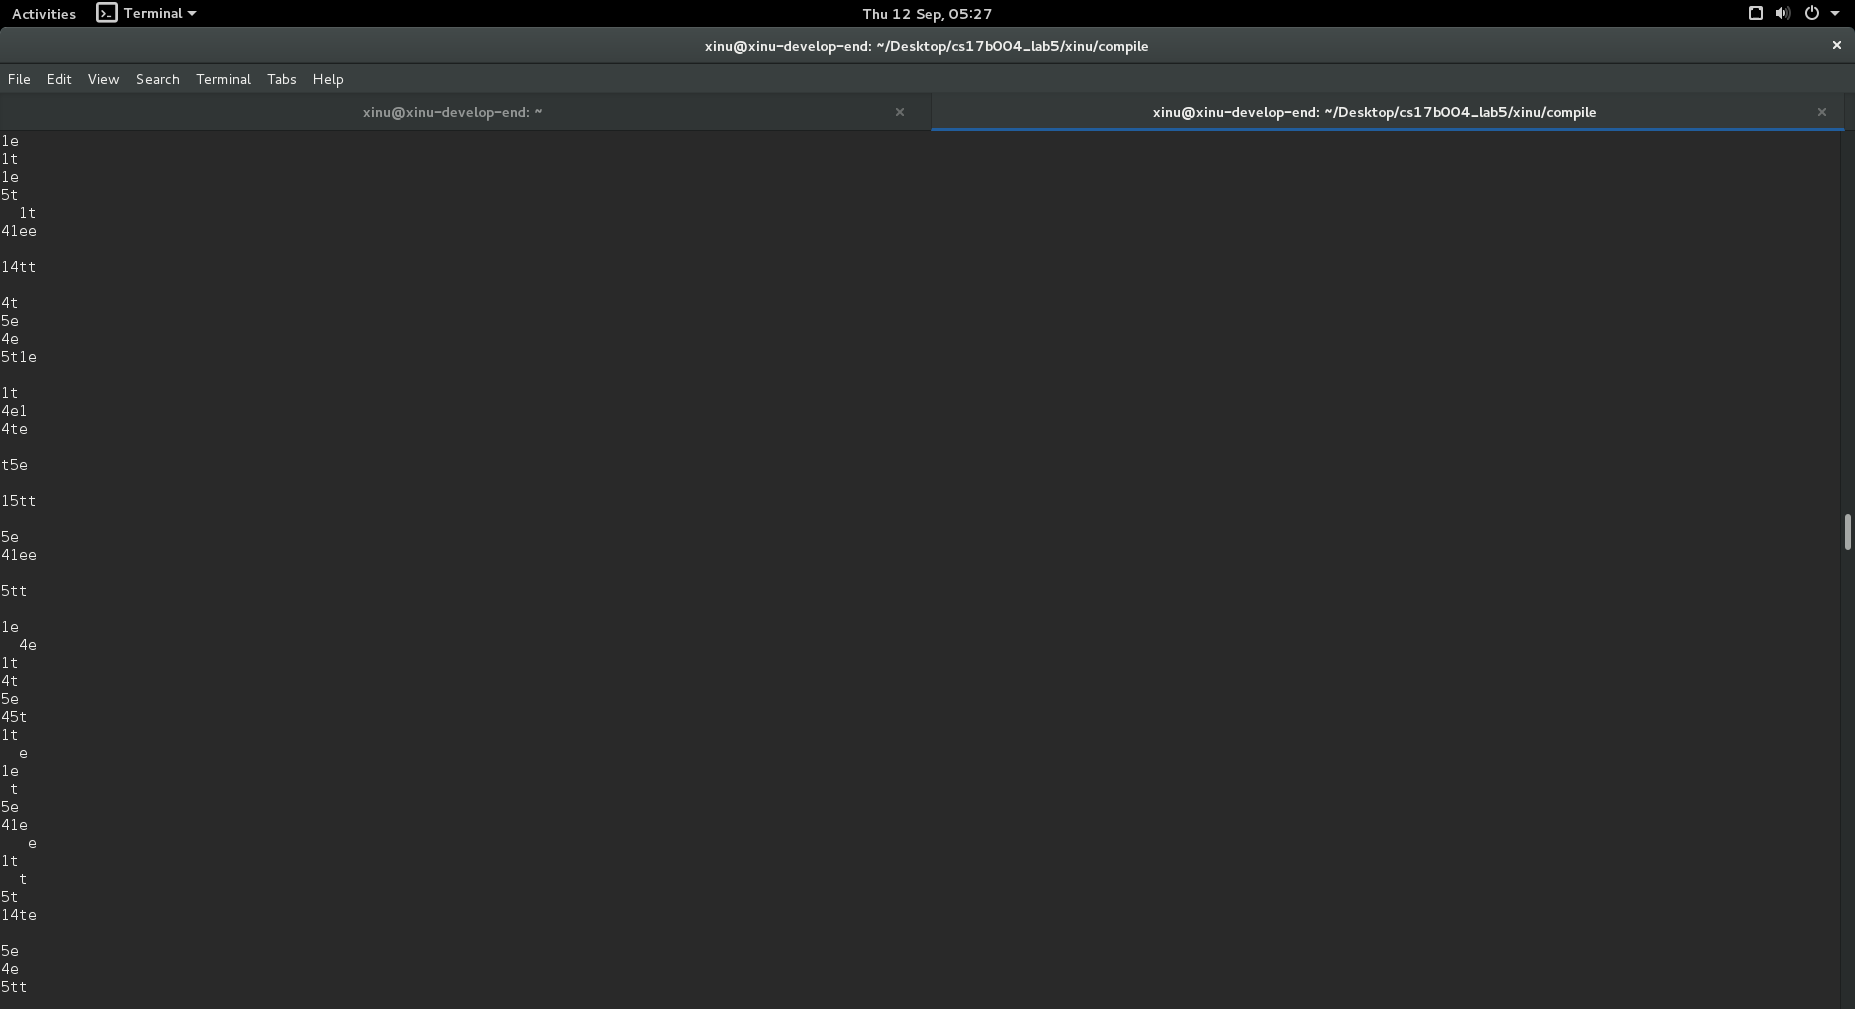 Activities Terminal Thu 12 Sep, 05:27
xinu@xinu-develop-end: ~/Desktop/cs17b004_lab5/xinu/compile
File Edit View Search Terminal Tabs Help
xinu@xinu-develop-end: ~ xinu@xinu-develop-end: ~/Desktop/cs17b004_lab5/xinu/compile
1e
1t
1e
5t
1t
41ee
14tt
4t
5e
4e
5t1e
1t
4e1
4te
t5e
15tt
5e
41ee
5tt
1e
4e
1t
4t
5e
45t
1t
e
1e
t
5e
41e
e
1t
t
5t
14te
5e
4e
5tt